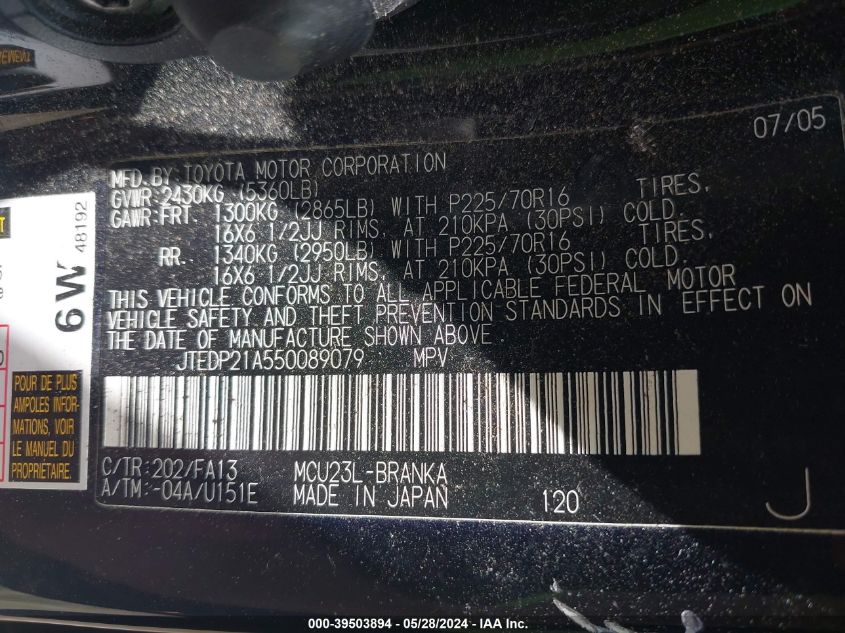 07/05
MFD.BY:TOYOTA MOTOR CORPORATION
GVWR 2430KG (5360LB)
GAWR:FRT. 1300KG (2865LB) WITH P225/70R16 TIRES,
16X6 1/2JJ RIMS, AT 210KPA (30PSI) COLD.
RR. 1340KG (2950LB) WITH P225/70R16 TIRES,
16X6 1/2JJ RIMS, AT 210KPA (30PSI) COLD.
THIS VEHICLE CONFORMS TO ALL APPLICABLE FEDERAL MOTOR
VEHICLE SAFETY AND THEFT PREVENTION STANDARDS IN EFFECT ON
THE DATE OF MANUFACTURE SHOWN ABOVE.
JTEDP21A550089079 MPV
C/TR:202/FA13 MCU23L-BRANKA
A/TM:-04A/U151E MADE IN JAPAN 120 J
6W 48192
POUR DE PLUS
AMPLES INFOR-
MATIONS, VOIR
LE MANUEL DU
PROPRIÉTAIRE.
000-39503894 - 05/28/2024 - IAA Inc.